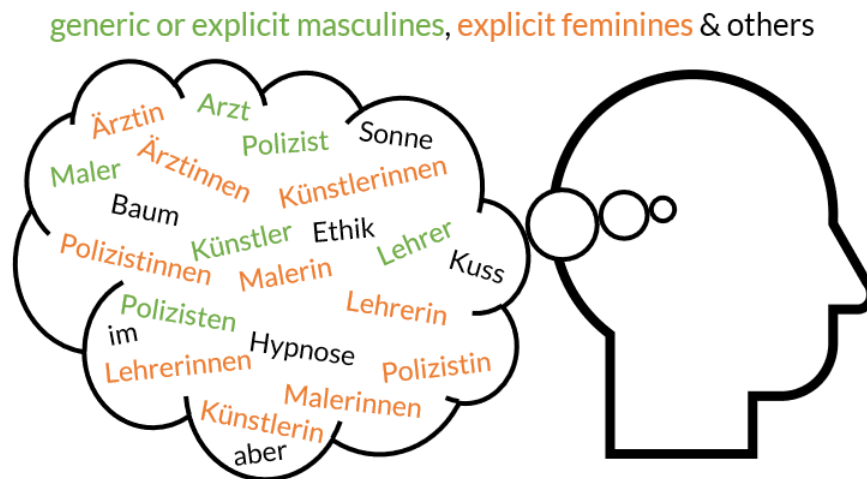 generic or explicit masculines, explicit feminines & others
Ärztin
Arzt
Polizist
Sonne
Maler
Ärztinnen
Künstlerinnen
Baum
Künstler
Ethik
Lehrer
Polizistinnen
Malerin
Kuss
Polizisten
Lehrerin
im
Hypnose
Lehrerinnen
Polizistin
Künstlerin
Malerinnen
aber